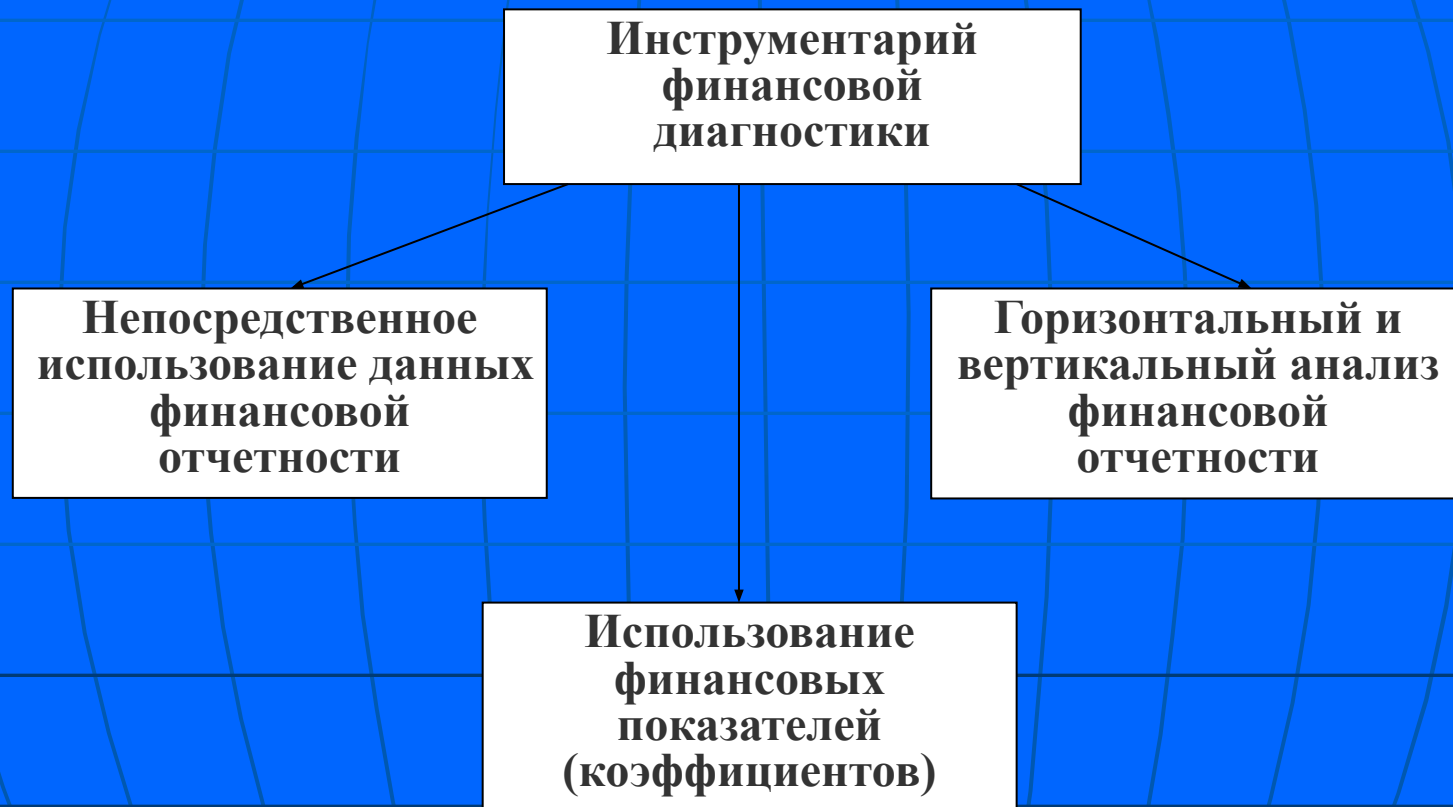 Инструментарий
финансовой
диагностики
Непосредственное
использование данных
финансовой
отчетности
Горизонтальный и
вертикальный анализ
финансовой
отчетности
Использование
финансовых
показателей
(коэффициентов)